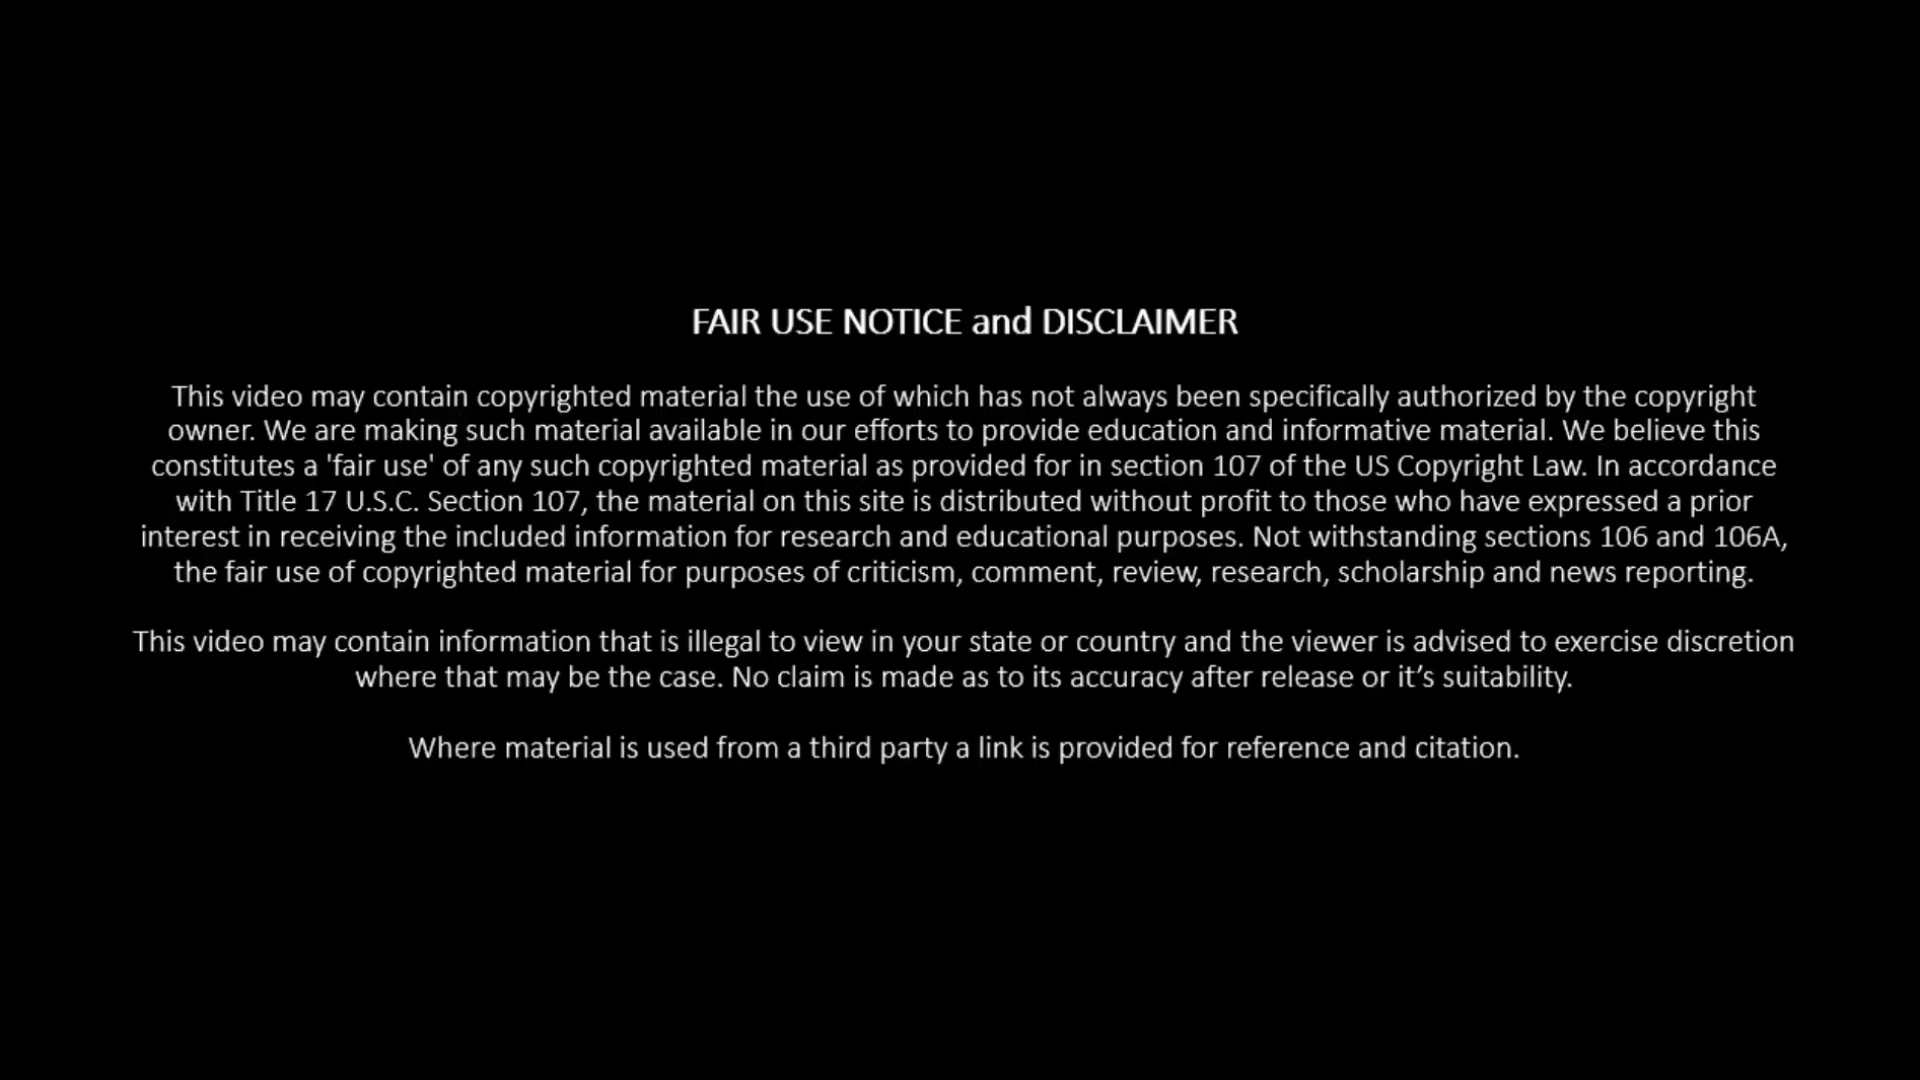 FAIR USE NOTICE and DISCLAIMER
This video may contain copyrighted material the use of which has not always been specifically authorized by the copyright
owner. We are making such material available in our efforts to provide education and informative material. We believe this
constitutes a 'fair use' of any such copyrighted material as provided for in section 107 of the US Copyright Law. In accordance
with Title 17 U.S.C. Section 107, the material on this site is distributed without profit to those who have expressed a prior
interest in receiving the included information for research and educational purposes. Not withstanding sections 106 and 106A,
the fair use of copyrighted material for purposes of criticism, comment, review, research, scholarship and news reporting.
This video may contain information that is illegal to view in your state or country and the viewer is advised to exercise discretion
where that may be the case. No claim is made as to its accuracy after release or it’s suitability.
Where material is used from a third party a link is provided for reference and citation.